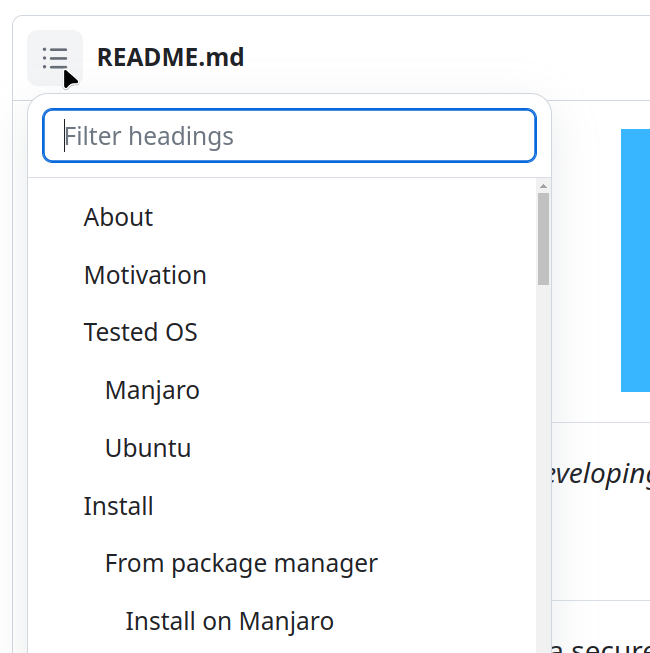 README.md
Filter headings
About
Motivation
Tested OS
Manjaro
Ubuntu
eveloping
Install
From package manager
Install on Manjaro
a secure